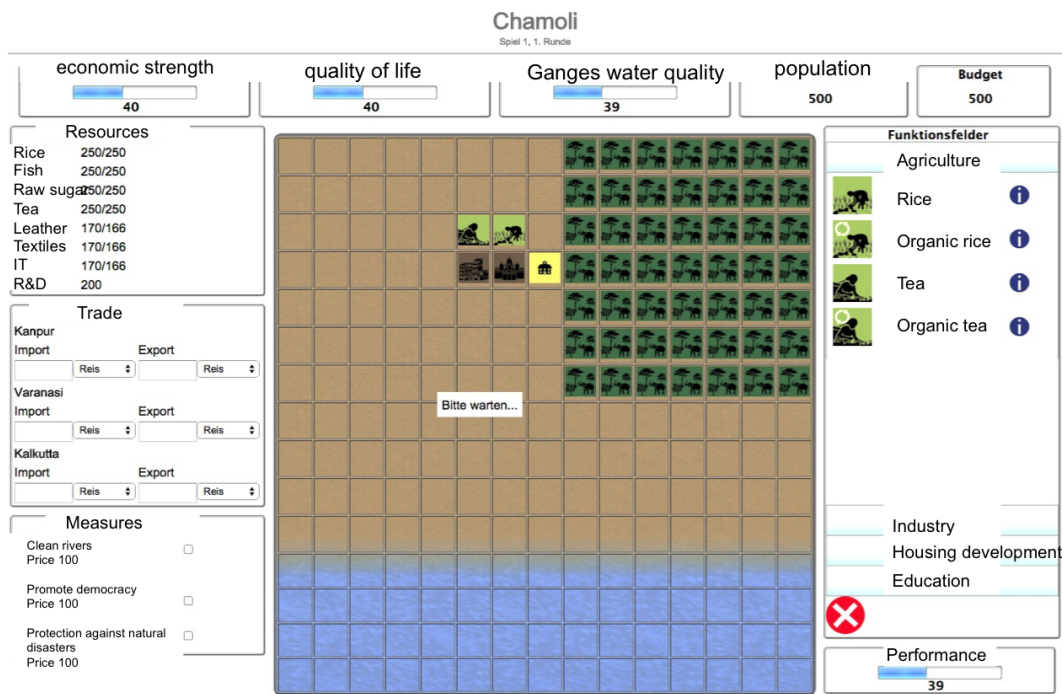 Chamoli
Spiel 1, 1. Runde
economic strength
40
quality of life
40
Ganges water quality
39
population
500
Budget
500
Resources
Rice 250/250
Fish 250/250
Raw sugar 250/250
Tea 250/250
Leather 170/166
Textiles 170/166
IT 170/166
R&D 200
Trade
Kanpur
Import Export
Reis Reis
Varanasi
Import Export
Reis Reis
Kalkutta
Import Export
Reis Reis
Measures
Clean rivers
Price 100
Promote democracy
Price 100
Protection against natural
disasters
Price 100
Bitte warten...
Funktionsfelder
Agriculture
Rice
Organic rice
Tea
Organic tea
Industry
Housing development
Education
Performance
39